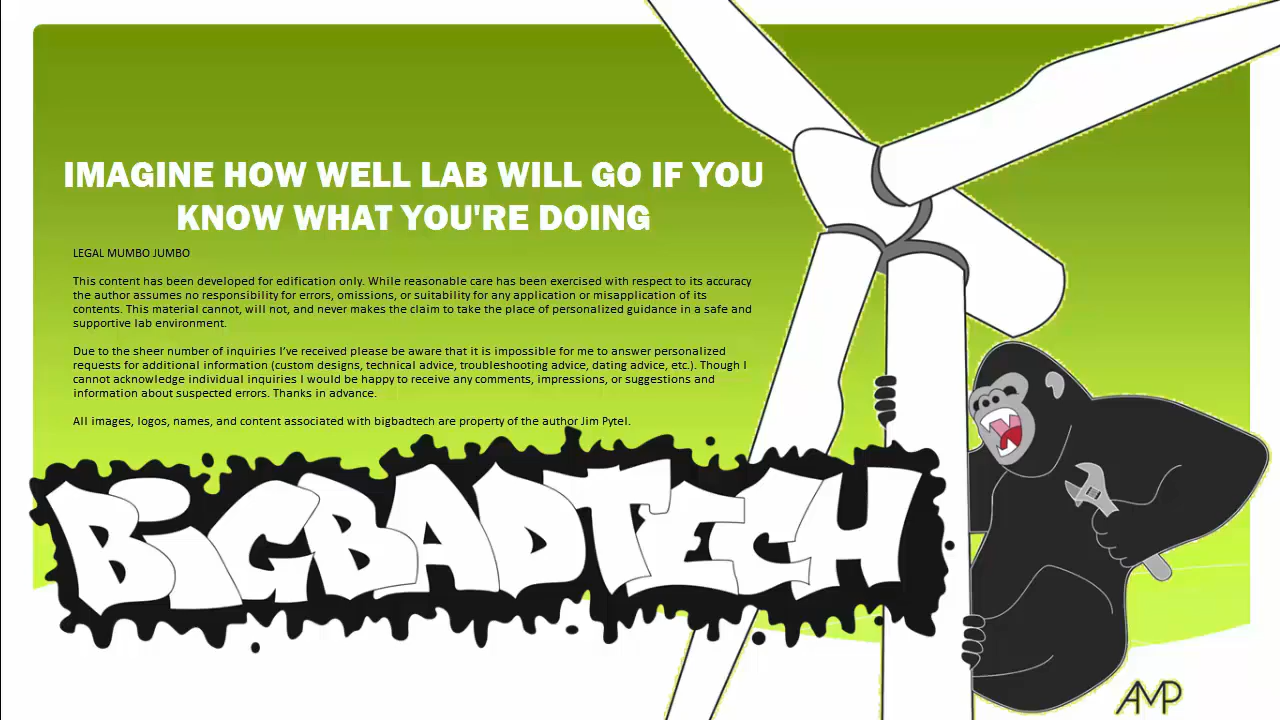 IMAGINE HOW WELL LAB WILL GO IF YOU
KNOW WHAT YOU'RE DOING
LEGAL MUMBO JUMBO
This content has been developed for edification only. While reasonable care has been exercised with respect to its accuracy
the author assumes no responsibility for errors, omissions, or suitability for any application or misapplication of its
contents. This material cannot, will not, and never makes the claim to take the place of personalized guidance in a safe and
supportive lab environment.
Due to the sheer number of inquiries I've received please be aware that it is impossible for me to answer personalized
requests for additional information (custom designs, technical advice, troubleshooting advice, dating advice, etc.). Though I
cannot acknowledge individual inquiries I would be happy to receive any comments, impressions, or suggestions and
information about suspected errors. Thanks in advance.
All images, logos, names, and content associated with bigbadtech are property of the author Jim Pytel.
BiGBADTECH
AMP